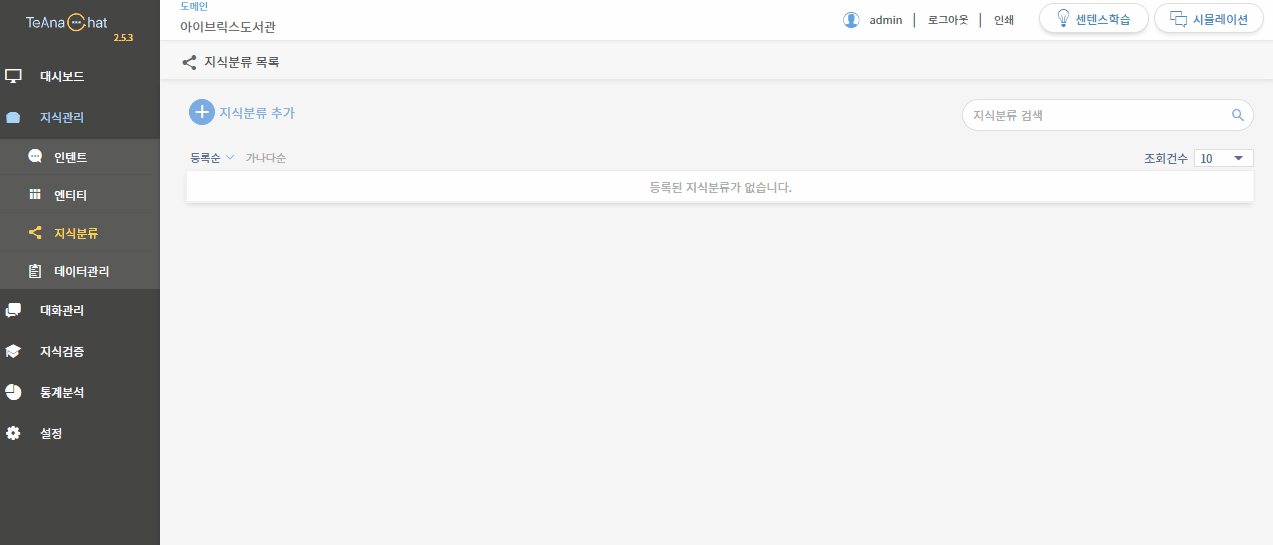 TeAna Chat
2.5.3
대시보드
지식관리
인텐트
엔티티
지식분류
데이터관리
대화관리
지식검증
통계분석
설정
도메인
아이브릭스도서관
admin | 로그아웃 | 인쇄
센텐스학습
시뮬레이션
지식분류 목록
지식분류 추가
지식분류 검색
등록순 가나다순
조회건수 10
등록된 지식분류가 없습니다.